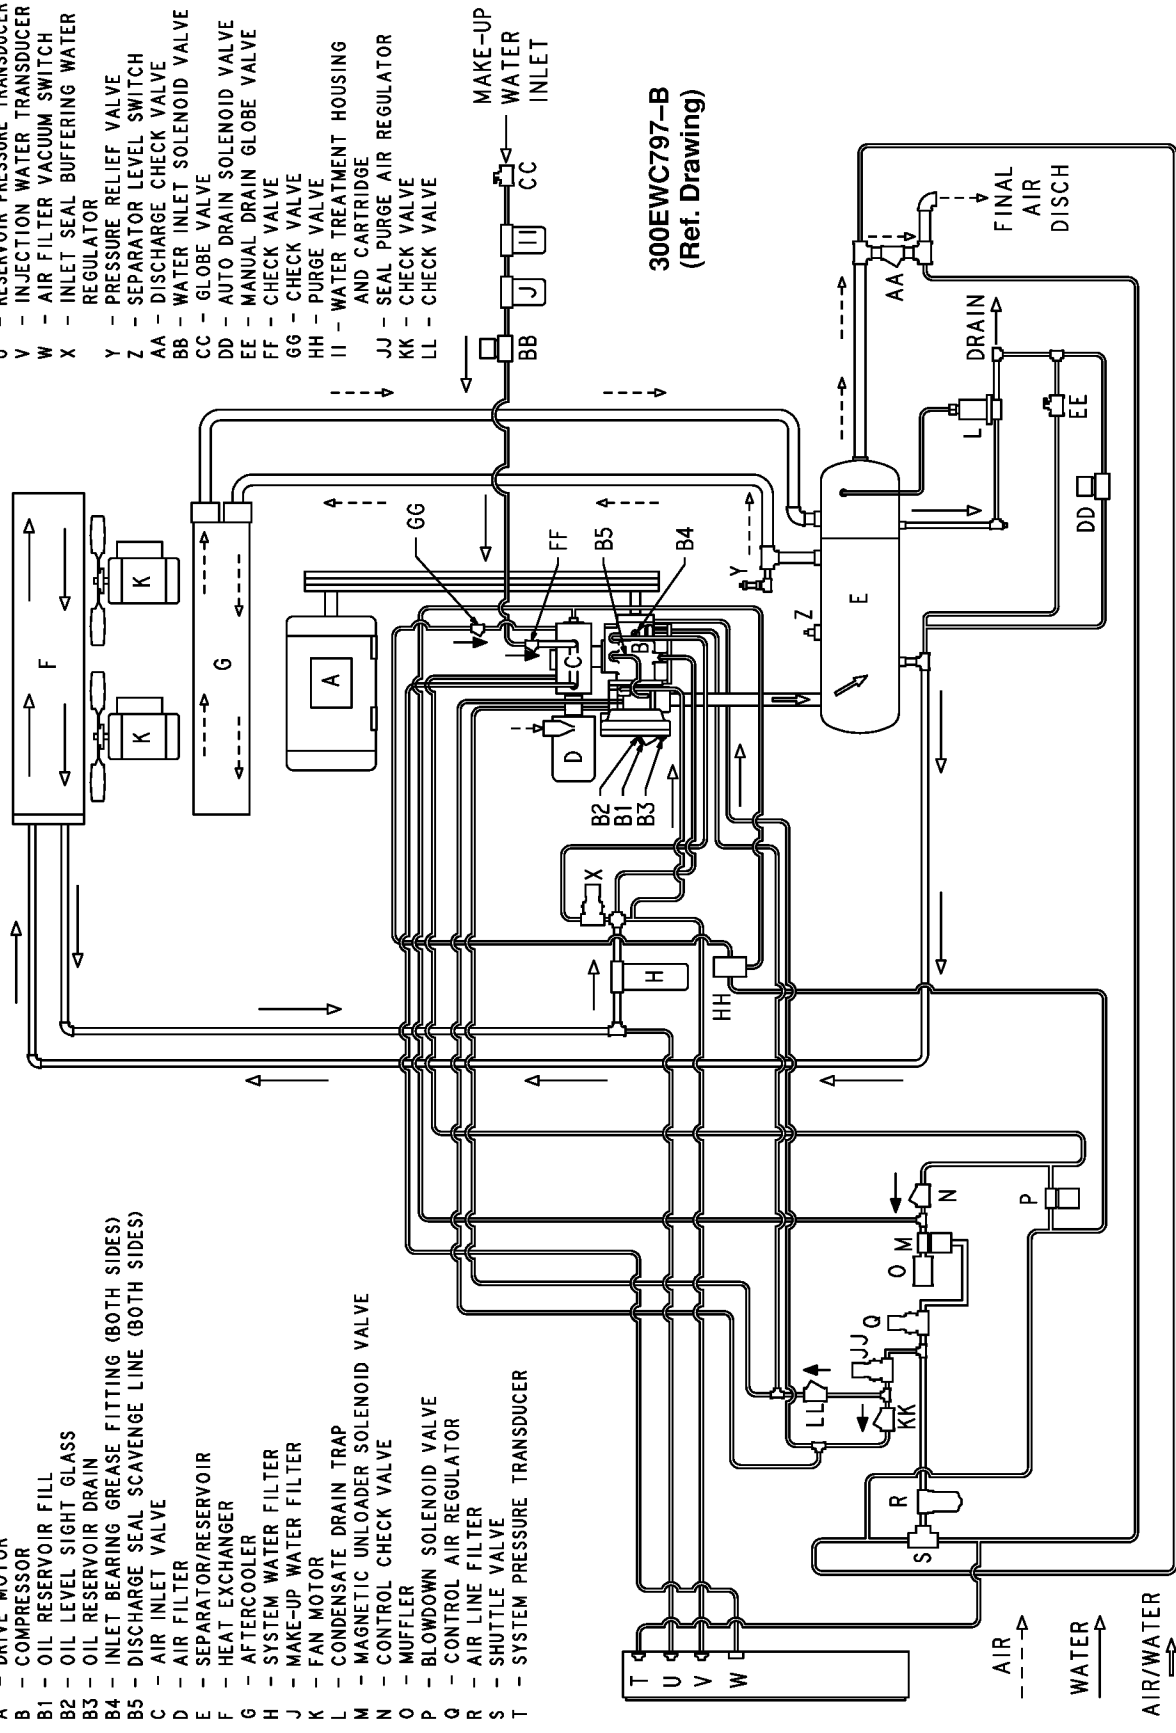 A - DRIVE MOTOR
B - COMPRESSOR
B1 - OIL RESERVOIR FILL
B2 - OIL LEVEL SIGHT GLASS
B3 - OIL RESERVOIR DRAIN
B4 - INLET BEARING GREASE FITTING (BOTH SIDES)
B5 - DISCHARGE SEAL SCAVENGE LINE (BOTH SIDES)
C - AIR INLET VALVE
D - AIR FILTER
E - SEPARATOR/RESERVOIR
F - HEAT EXCHANGER
G - AFTERCOOLER
H - SYSTEM WATER FILTER
J - MAKE-UP WATER FILTER
K - FAN MOTOR
L - CONDENSATE DRAIN TRAP
M - MAGNETIC UNLOADER SOLENOID VALVE
N - CONTROL CHECK VALVE
O - MUFFLER
P - BLOWDOWN SOLENOID VALVE
Q - CONTROL AIR REGULATOR
R - AIR LINE FILTER
S - SHUTTLE VALVE
T - SYSTEM PRESSURE TRANSDUCER
U - RESERVOIR PRESSURE TRANSDUCER
V - INJECTION WATER TRANSDUCER
W - AIR FILTER VACUUM SWITCH
X - INLET SEAL BUFFERING WATER
REGULATOR
Y - PRESSURE RELIEF VALVE
Z - SEPARATOR LEVEL SWITCH
AA - DISCHARGE CHECK VALVE
BB - WATER INLET SOLENOID VALVE
CC - GLOBE VALVE
DD - AUTO DRAIN SOLENOID VALVE
EE - MANUAL DRAIN GLOBE VALVE
FF - CHECK VALVE
GG - CHECK VALVE
HH - PURGE VALVE
II - WATER TREATMENT HOUSING
AND CARTRIDGE
JJ - SEAL PURGE AIR REGULATOR
KK - CHECK VALVE
LL - CHECK VALVE
MAKE-UP
WATER
INLET
CC
II
J
BB
300EWC797-B
(Ref. Drawing)
F
K
K
G
A
GG
FF
B5
B4
C
B
D
B2
B1
B3
X
H
HH
Y
Z
E
L
DRAIN
EE
DD
AA
FINAL
AIR
DISCH
N
P
M
O
Q
JJ
LL
KK
R
S
T
U
V
W
AIR
WATER
AIR/WATER